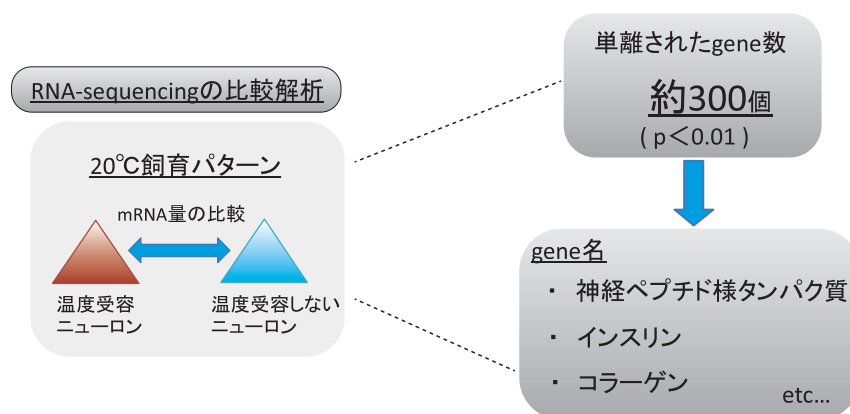 RNA-sequencingの比較解析
20℃飼育パターン
mRNA量の比較
温度受容
ニューロン
温度受容しない
ニューロン
単離されたgene数
約300個
( p＜0.01 )
gene名
・ 神経ペプチド様タンパク質
・ インスリン
・ コラーゲン
etc...